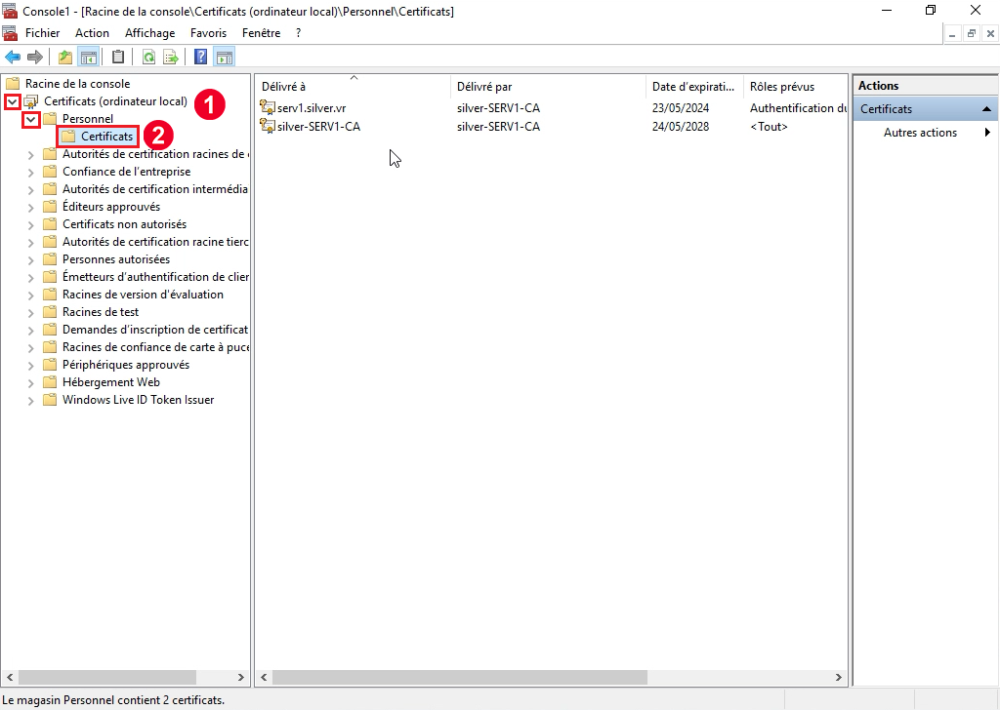 Console1 - [Racine de la console\Certificats (ordinateur local)\Personnel\Certificats]
Fichier Action Affichage Favoris Fenêtre ?
Racine de la console
Certificats (ordinateur local)
1
Personnel
Certificats
2
Autorités de certification racines de c
Confiance de l'entreprise
Autorités de certification intermédia
Éditeurs approuvés
Certificats non autorisés
Autorités de certification racine tierc
Personnes autorisées
Émetteurs d'authentification de clier
Racines de version d'évaluation
Racines de test
Demandes d'inscription de certificat
Racines de confiance de carte à puce
Périphériques approuvés
Hébergement Web
Windows Live ID Token Issuer
Délivré à Délivré par Date d'expirati... Rôles prévus
serv1.silver.vr silver-SERV1-CA 23/05/2024 Authentification du
silver-SERV1-CA silver-SERV1-CA 24/05/2028 <Tout>
Actions
Certificats
Autres actions
Le magasin Personnel contient 2 certificats.